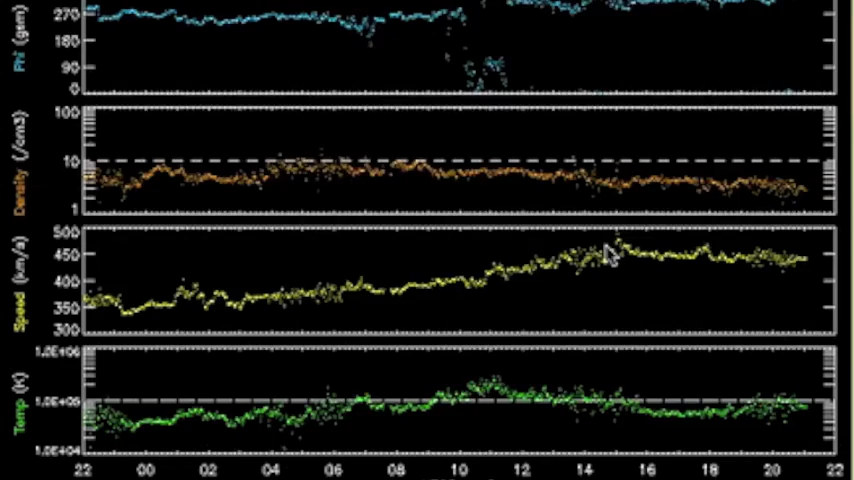 Phi (gsm)
270
180
90
0
Density (/cm3)
100
10
1
Speed (km/s)
500
450
400
350
300
Temp (K)
1.0E+06
1.0E+05
1.0E+04
22 00 02 04 06 08 10 12 14 16 18 20 22